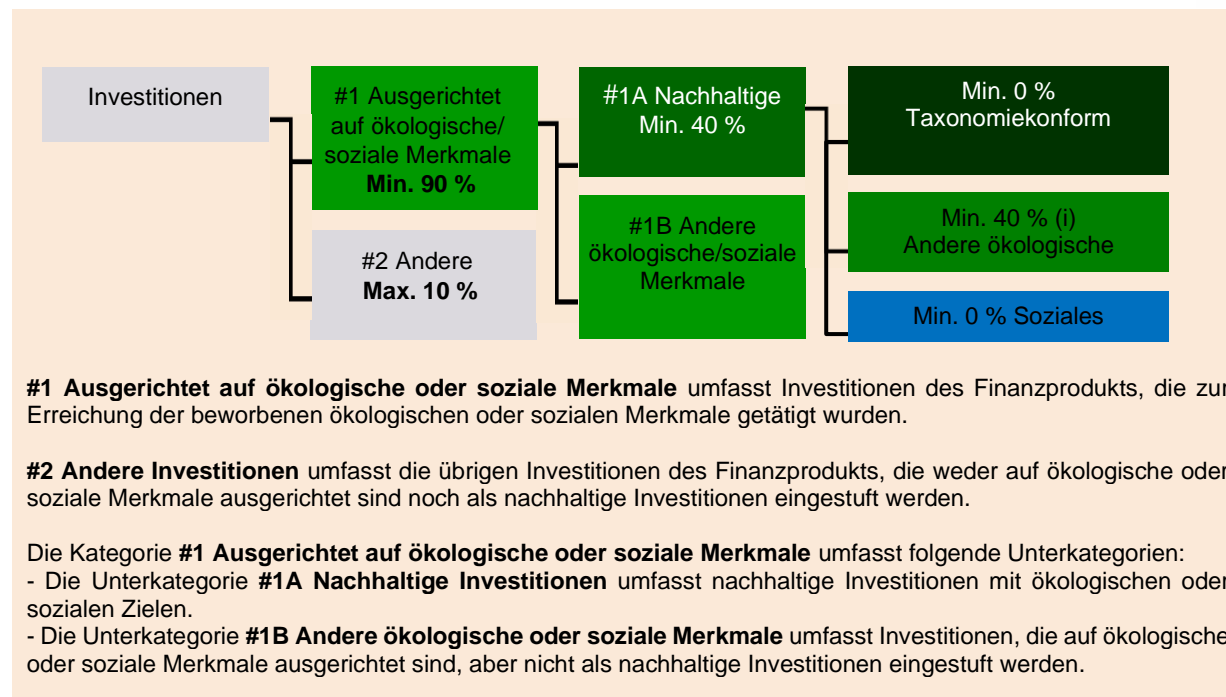 Investitionen
#1 Ausgerichtet
auf ökologische/
soziale Merkmale
Min. 90 %
#2 Andere
Max. 10 %
#1A Nachhaltige
Min. 40 %
#1B Andere
ökologische/soziale
Merkmale
Min. 0 %
Taxonomiekonform
Min. 40 % (i)
Andere ökologische
Min. 0 % Soziales
#1 Ausgerichtet auf ökologische oder soziale Merkmale umfasst Investitionen des Finanzprodukts, die zur
Erreichung der beworbenen ökologischen oder sozialen Merkmale getätigt wurden.
#2 Andere Investitionen umfasst die übrigen Investitionen des Finanzprodukts, die weder auf ökologische oder
soziale Merkmale ausgerichtet sind noch als nachhaltige Investitionen eingestuft werden.
Die Kategorie #1 Ausgerichtet auf ökologische oder soziale Merkmale umfasst folgende Unterkategorien:
- Die Unterkategorie #1A Nachhaltige Investitionen umfasst nachhaltige Investitionen mit ökologischen oder
sozialen Zielen.
- Die Unterkategorie #1B Andere ökologische oder soziale Merkmale umfasst Investitionen, die auf ökologische
oder soziale Merkmale ausgerichtet sind, aber nicht als nachhaltige Investitionen eingestuft werden.